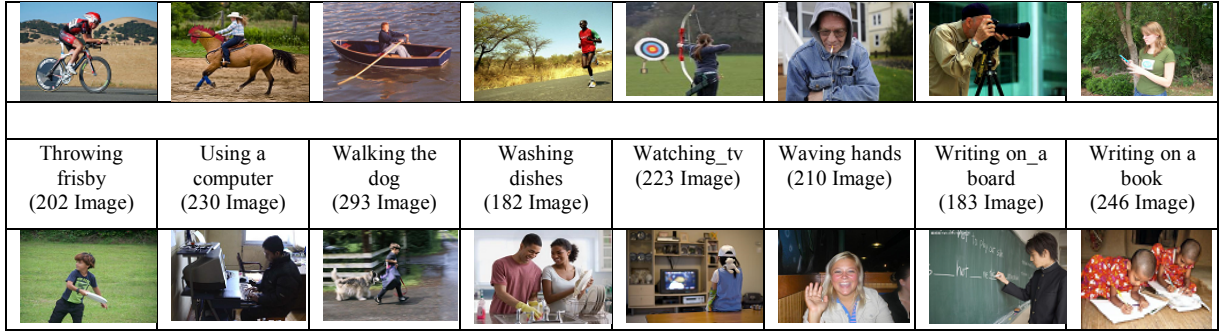 Throwing
frisby
(202 Image)
Using a
computer
(230 Image)
Walking the
dog
(293 Image)
Washing
dishes
(182 Image)
Watching_tv
(223 Image)
Waving hands
(210 Image)
Writing on_a
board
(183 Image)
Writing on a
book
(246 Image)